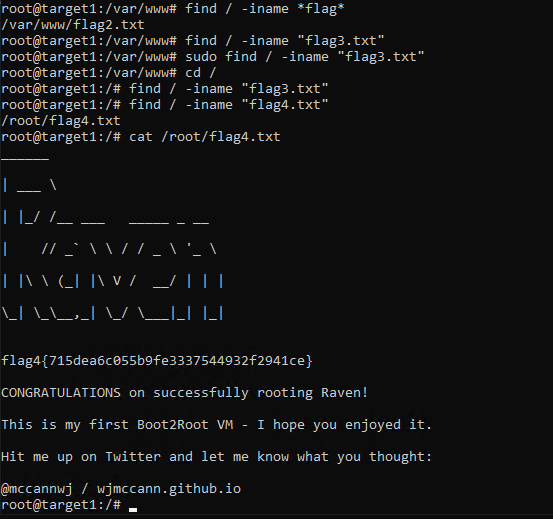 root@target1:/var/www# find / -iname *flag*
/var/www/flag2.txt
root@target1:/var/www# find / -iname "flag3.txt"
root@target1:/var/www# sudo find / -iname "flag3.txt"
root@target1:/var/www# cd /
root@target1:/# find / -iname "flag3.txt"
root@target1:/# find / -iname "flag4.txt"
/root/flag4.txt
root@target1:/# cat /root/flag4.txt
______
| ___ \
| |_/ /__ ___   _____ _ __
|    // _` \ \ / / _ \ '_ \
| |\ \ (_| |\ V /  __/ | | |
\_| \_\__,_| \_/ \___|_| |_|
flag4{715dea6c055b9fe3337544932f2941ce}
CONGRATULATIONS on successfully rooting Raven!
This is my first Boot2Root VM - I hope you enjoyed it.
Hit me up on Twitter and let me know what you thought:
@mccannwj / wjmccann.github.io
root@target1:/#